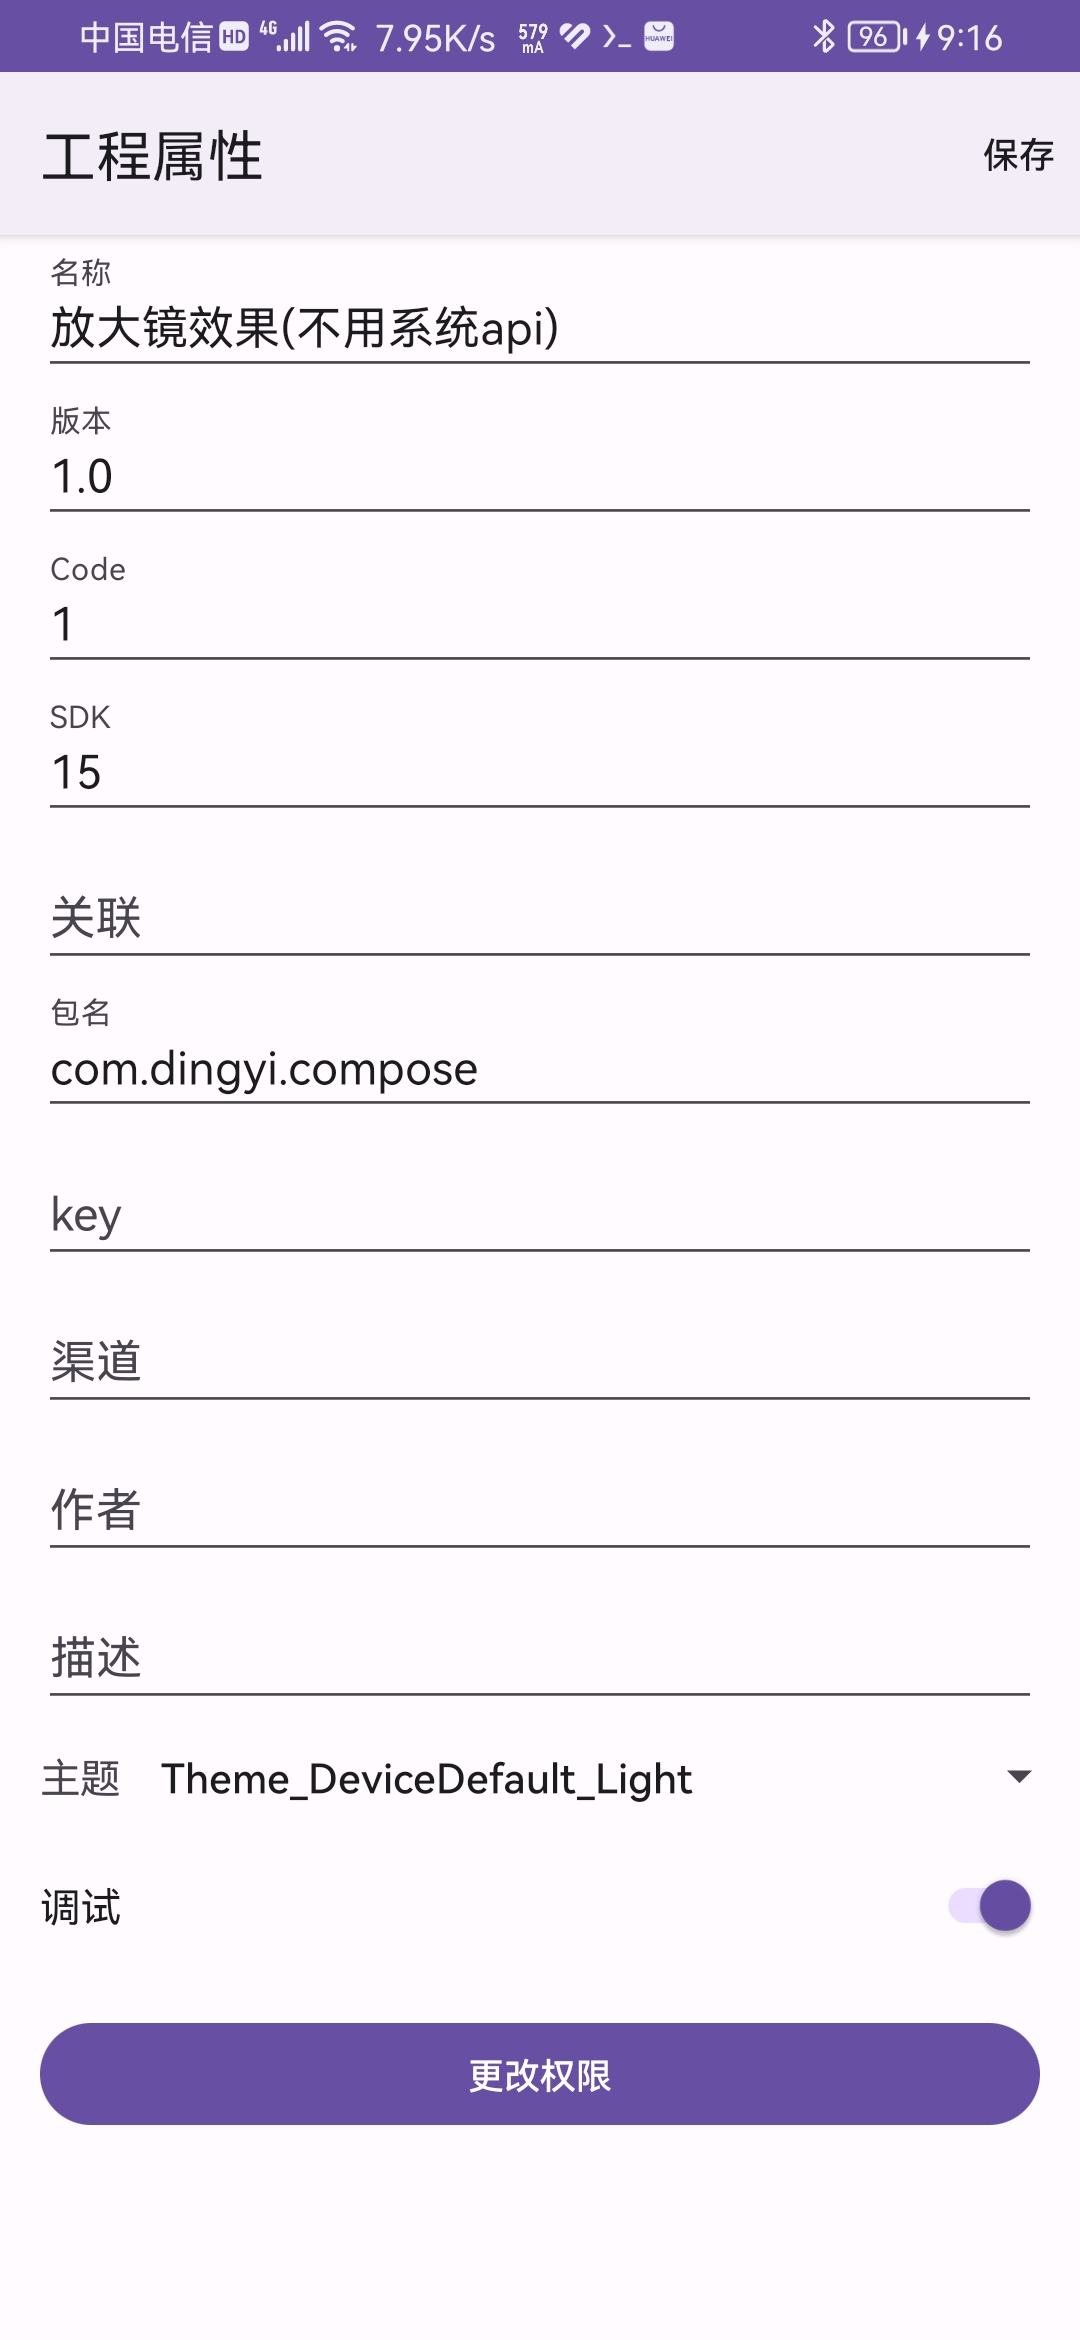 中国电信 HD 4G 7.95K/s 579 mA HUAWEI 96 9:16
工程属性 保存
名称
放大镜效果(不用系统api)
版本
1.0
Code
1
SDK
15
关联
包名
com.dingyi.compose
key
渠道
作者
描述
主题 Theme_DeviceDefault_Light
调试
更改权限